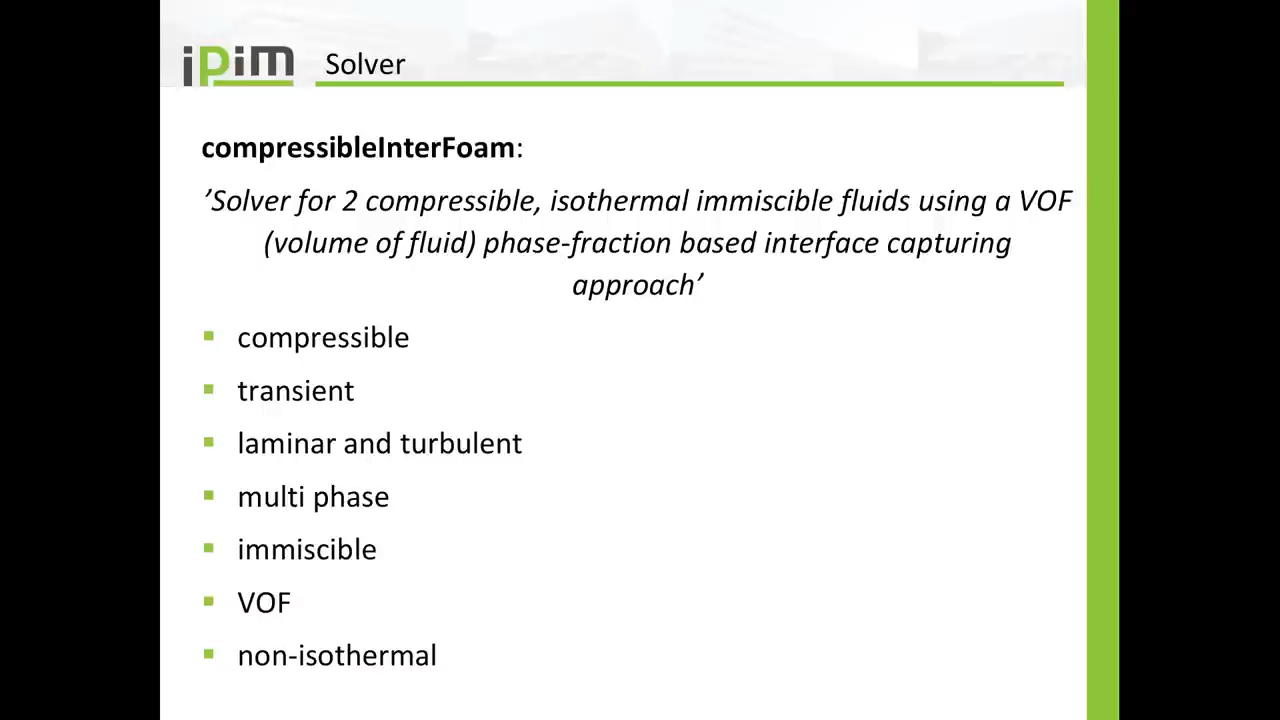 iPim
Solver
compressibleInterFoam:
’Solver for 2 compressible, isothermal immiscible fluids using a VOF
(volume of fluid) phase-fraction based interface capturing
approach’
compressible
transient
laminar and turbulent
multi phase
immiscible
VOF
non-isothermal